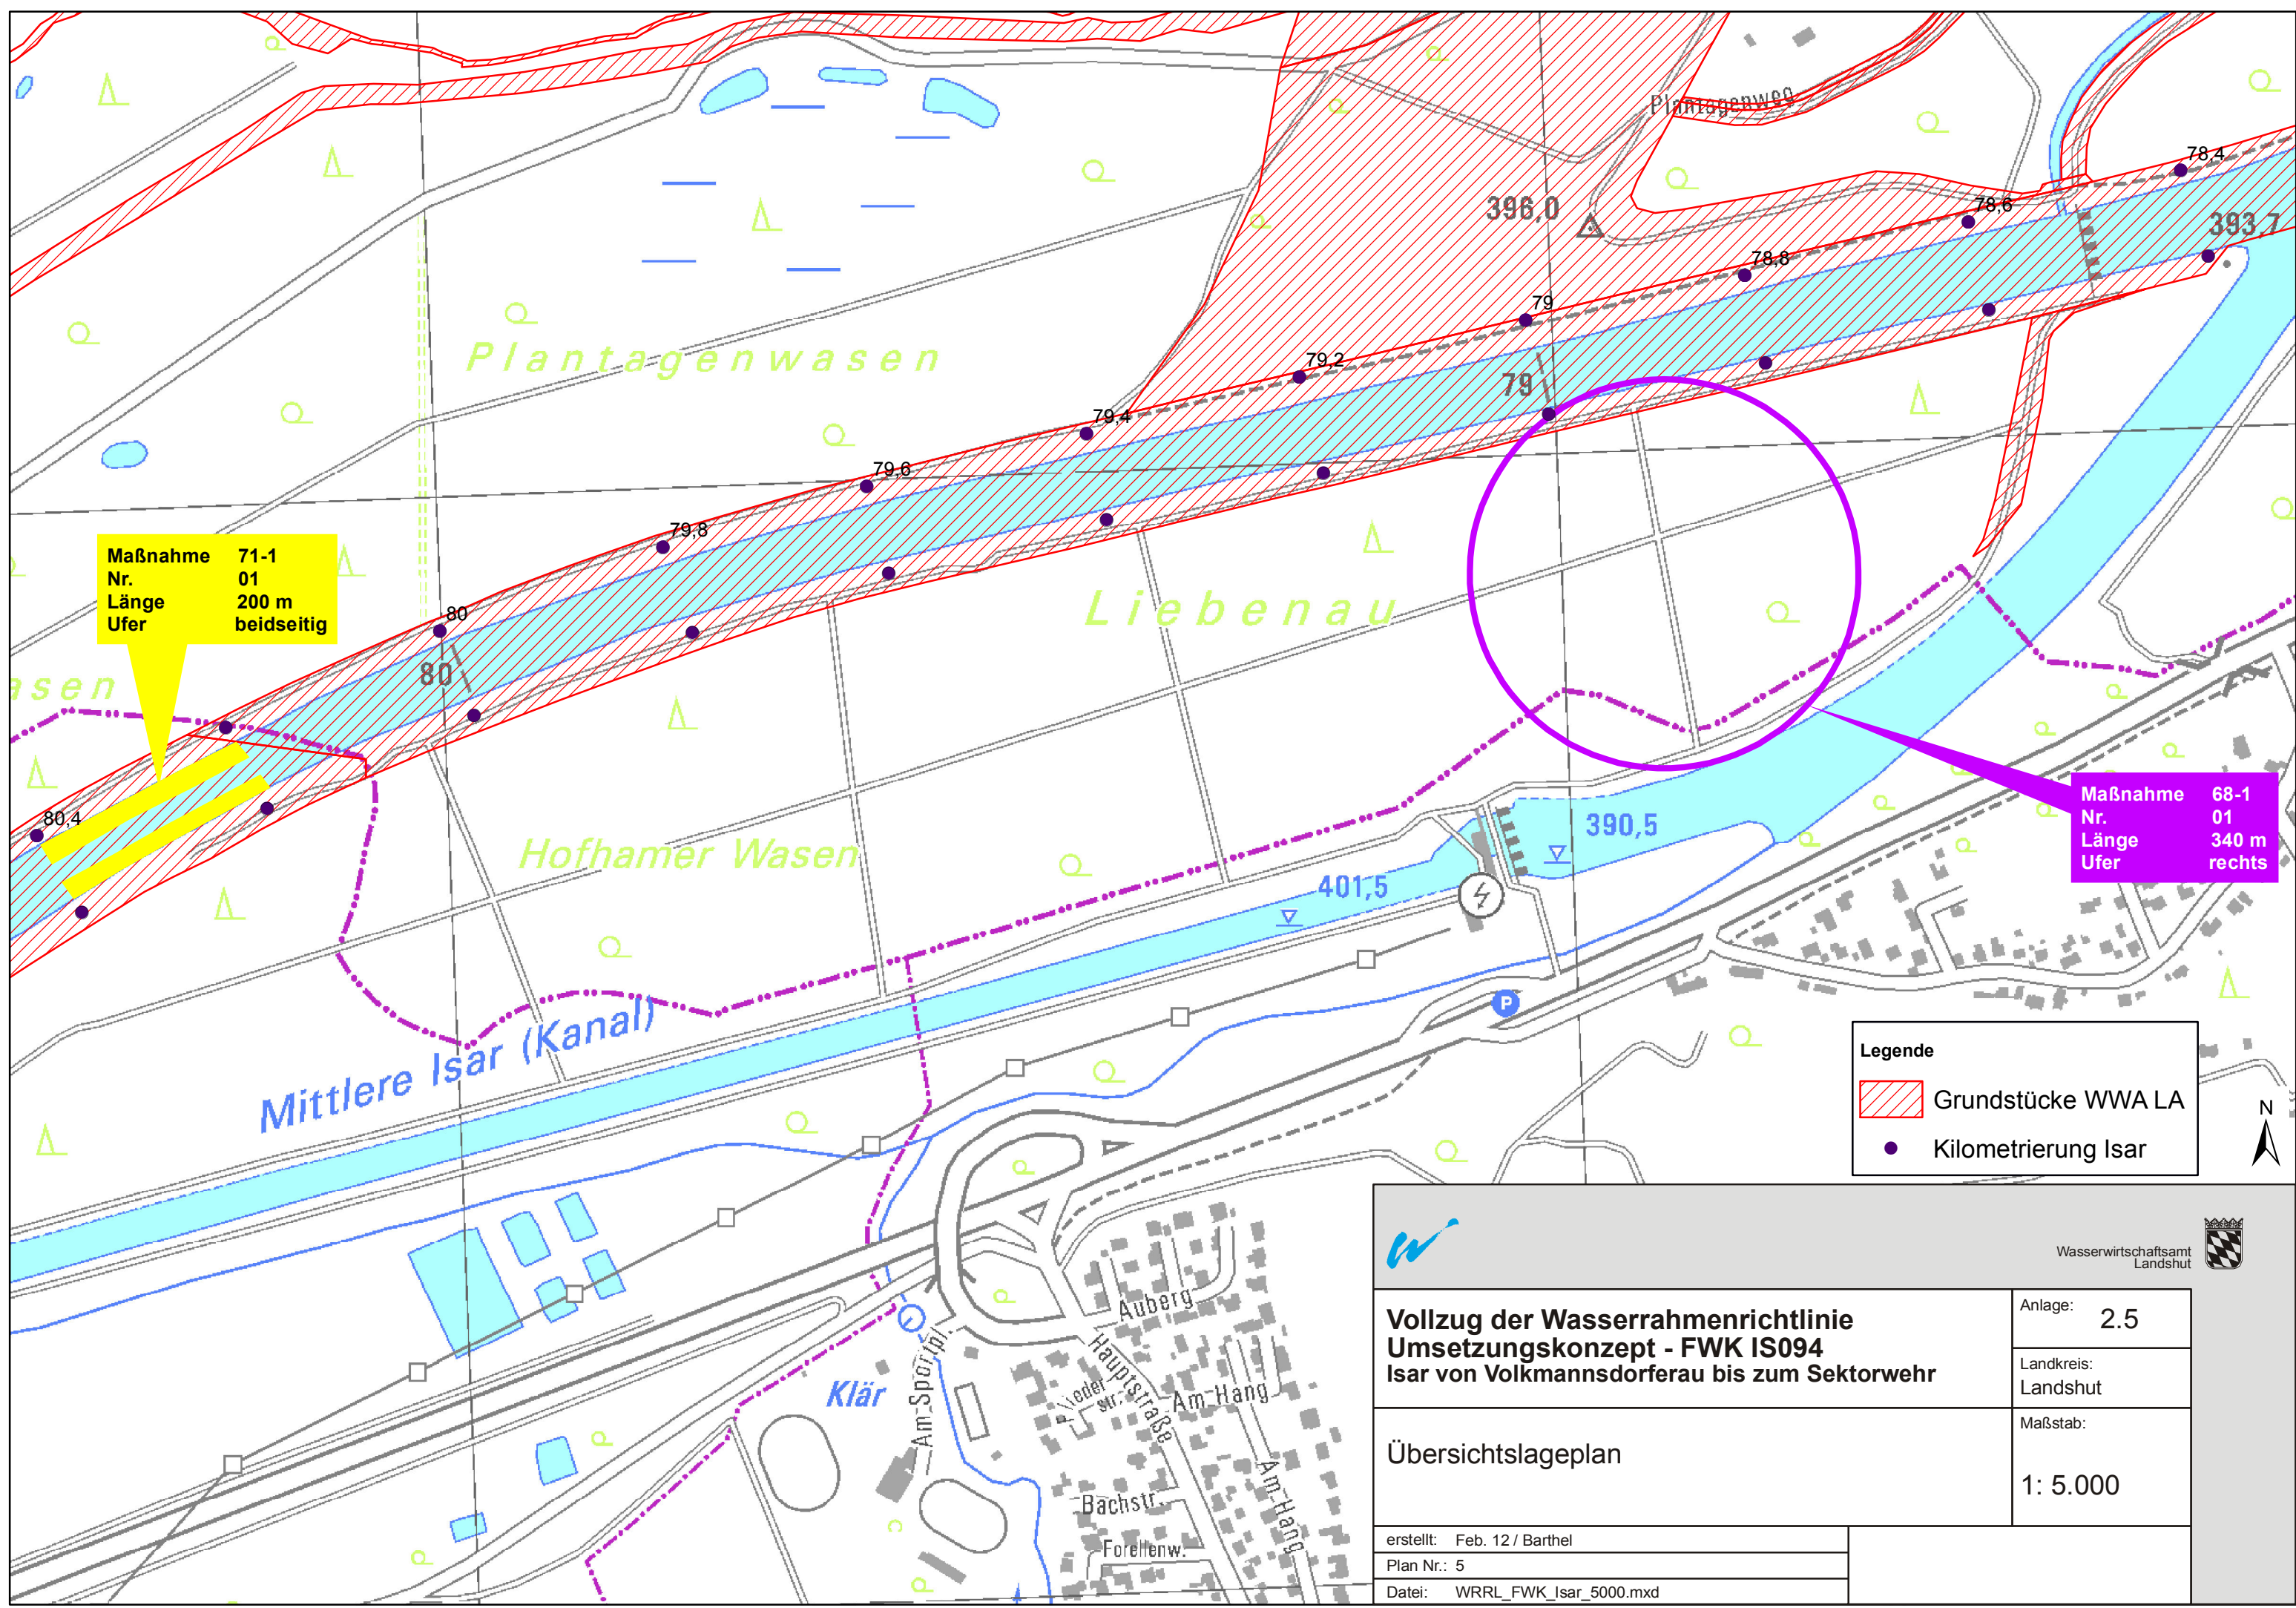 Plantagenweg
78,4
396,0
78,6
393,7
78,8
79
Plantagenwasen
79,2
79
79,4
79,6
79,8
Maßnahme 71-1
Nr. 01
Länge 200 m
Ufer beidseitig
Liebenau
80
80
asen
80,4
Maßnahme 68-1
Nr. 01
Länge 340 m
Ufer rechts
390,5
Hofhamer Wasen
401,5
P
Mittlere Isar (Kanal)
Legende
Grundstücke WWA LA
Kilometrierung Isar
N
Wasserwirtschaftsamt
Landshut
Auberg
Vollzug der Wasserrahmenrichtlinie
Umsetzungskonzept - FWK IS094
Isar von Volkmannsdorferau bis zum Sektorwehr
Anlage: 2.5
Landkreis:
Landshut
Klär
Am Sportpl.
Hauptstraße
Flieder
str.
Am Hang
Am Hang
Maßstab:
1: 5.000
Übersichtslageplan
Bachstr.
Forellenw.
erstellt: Feb. 12 / Barthel
Plan Nr.: 5
Datei: WRRL_FWK_Isar_5000.mxd